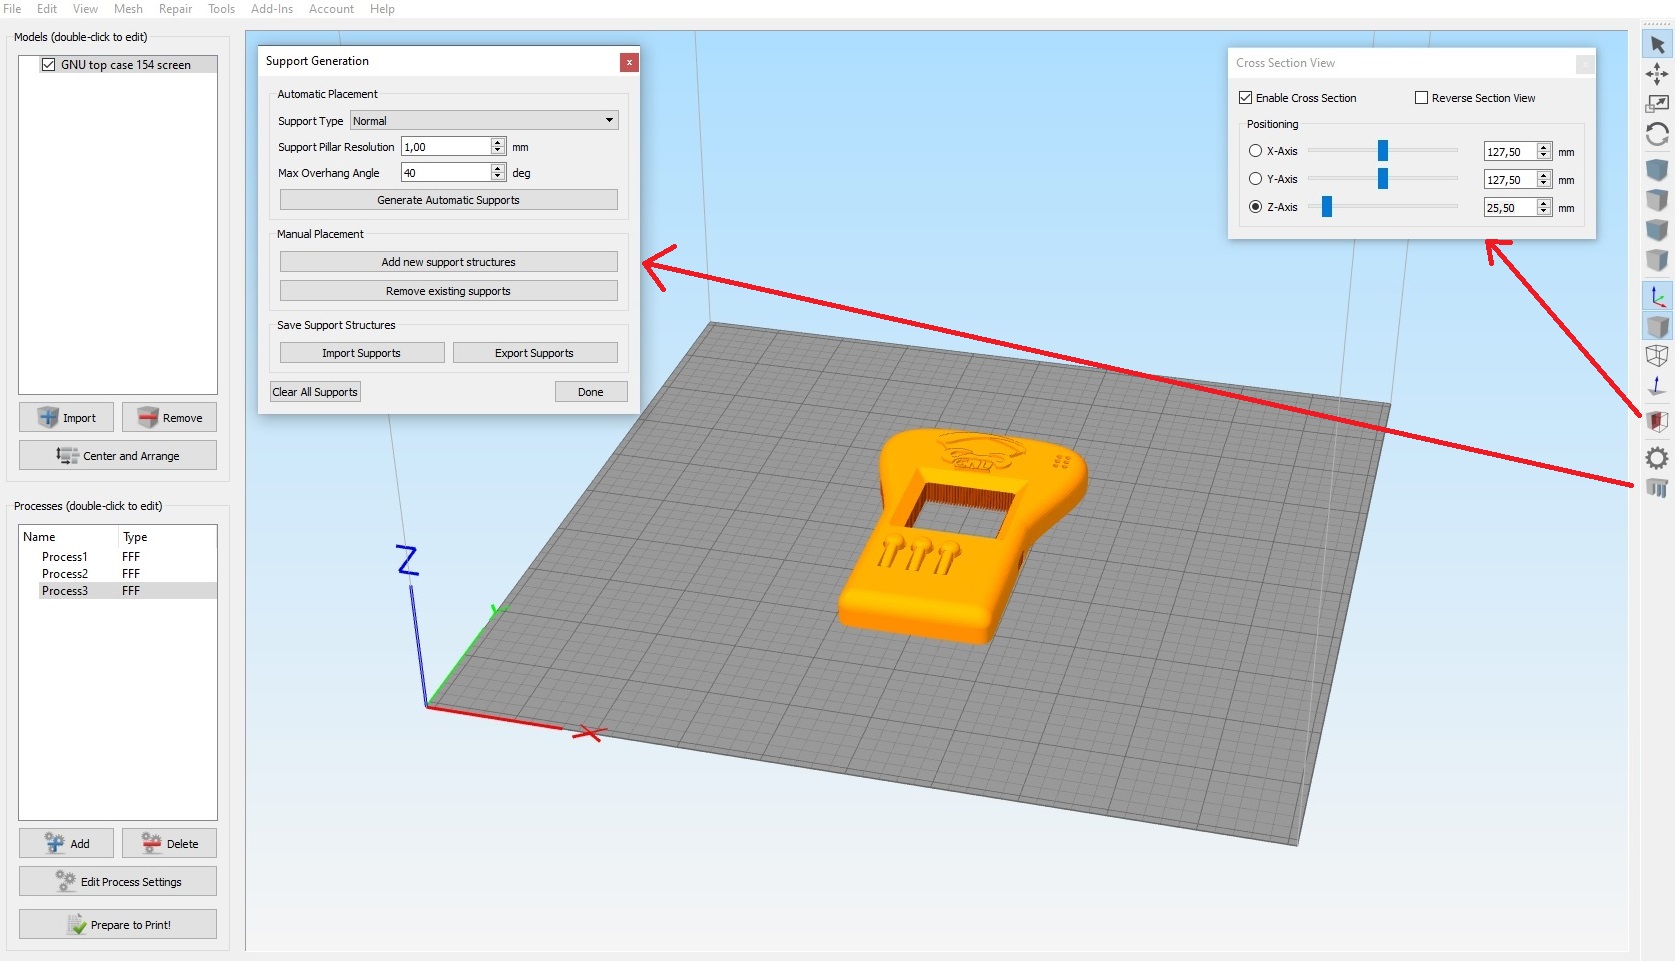 File Edit View Mesh Repair Tools Add-Ins Account Help
Models (double-click to edit)
GNU top case 154 screen
Import Remove
Center and Arrange
Processes (double-click to edit)
Name Type
Process1 FFF
Process2 FFF
Process3 FFF
Add Delete
Edit Process Settings
Prepare to Print!
Support Generation
x
Automatic Placement
Support Type Normal
Support Pillar Resolution 1,00 mm
Max Overhang Angle 40 deg
Generate Automatic Supports
Manual Placement
Add new support structures
Remove existing supports
Save Support Structures
Import Supports Export Supports
Clear All Supports Done
Cross Section View
Enable Cross Section Reverse Section View
Positioning
X-Axis 127,50 mm
Y-Axis 127,50 mm
Z-Axis 25,50 mm
GNU
Z
Y
X